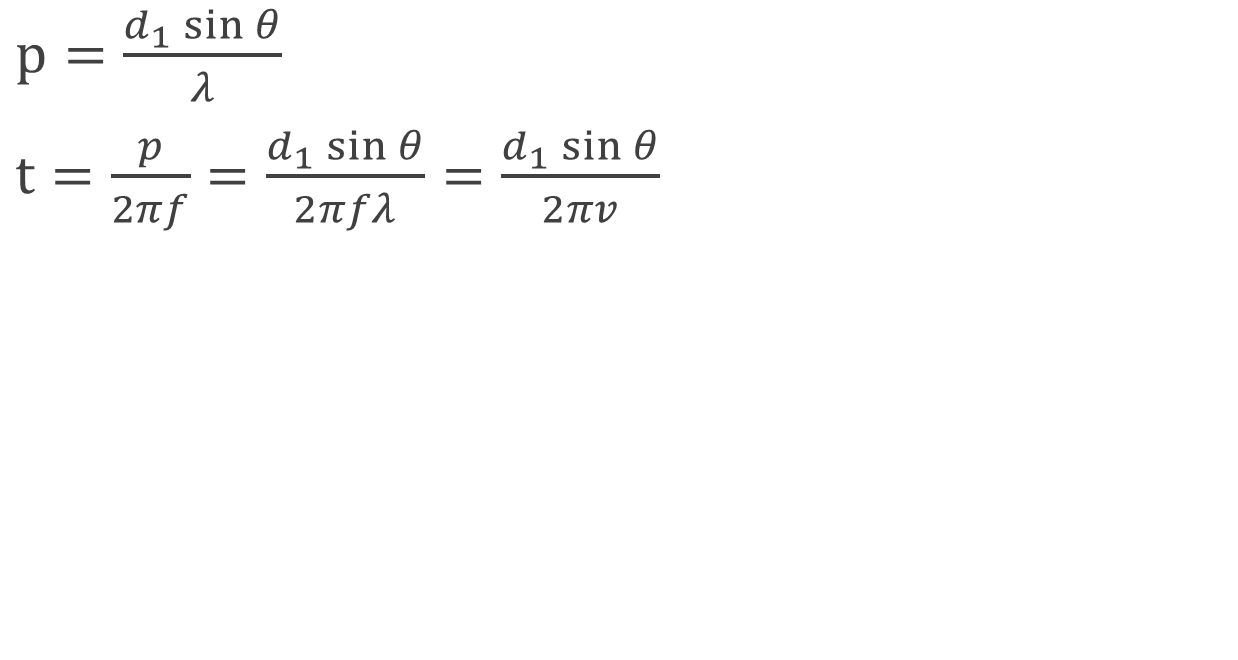 p = d₁ sin θ / λ
t = p / 2πf = d₁ sin θ / 2πfλ = d₁ sin θ / 2πv